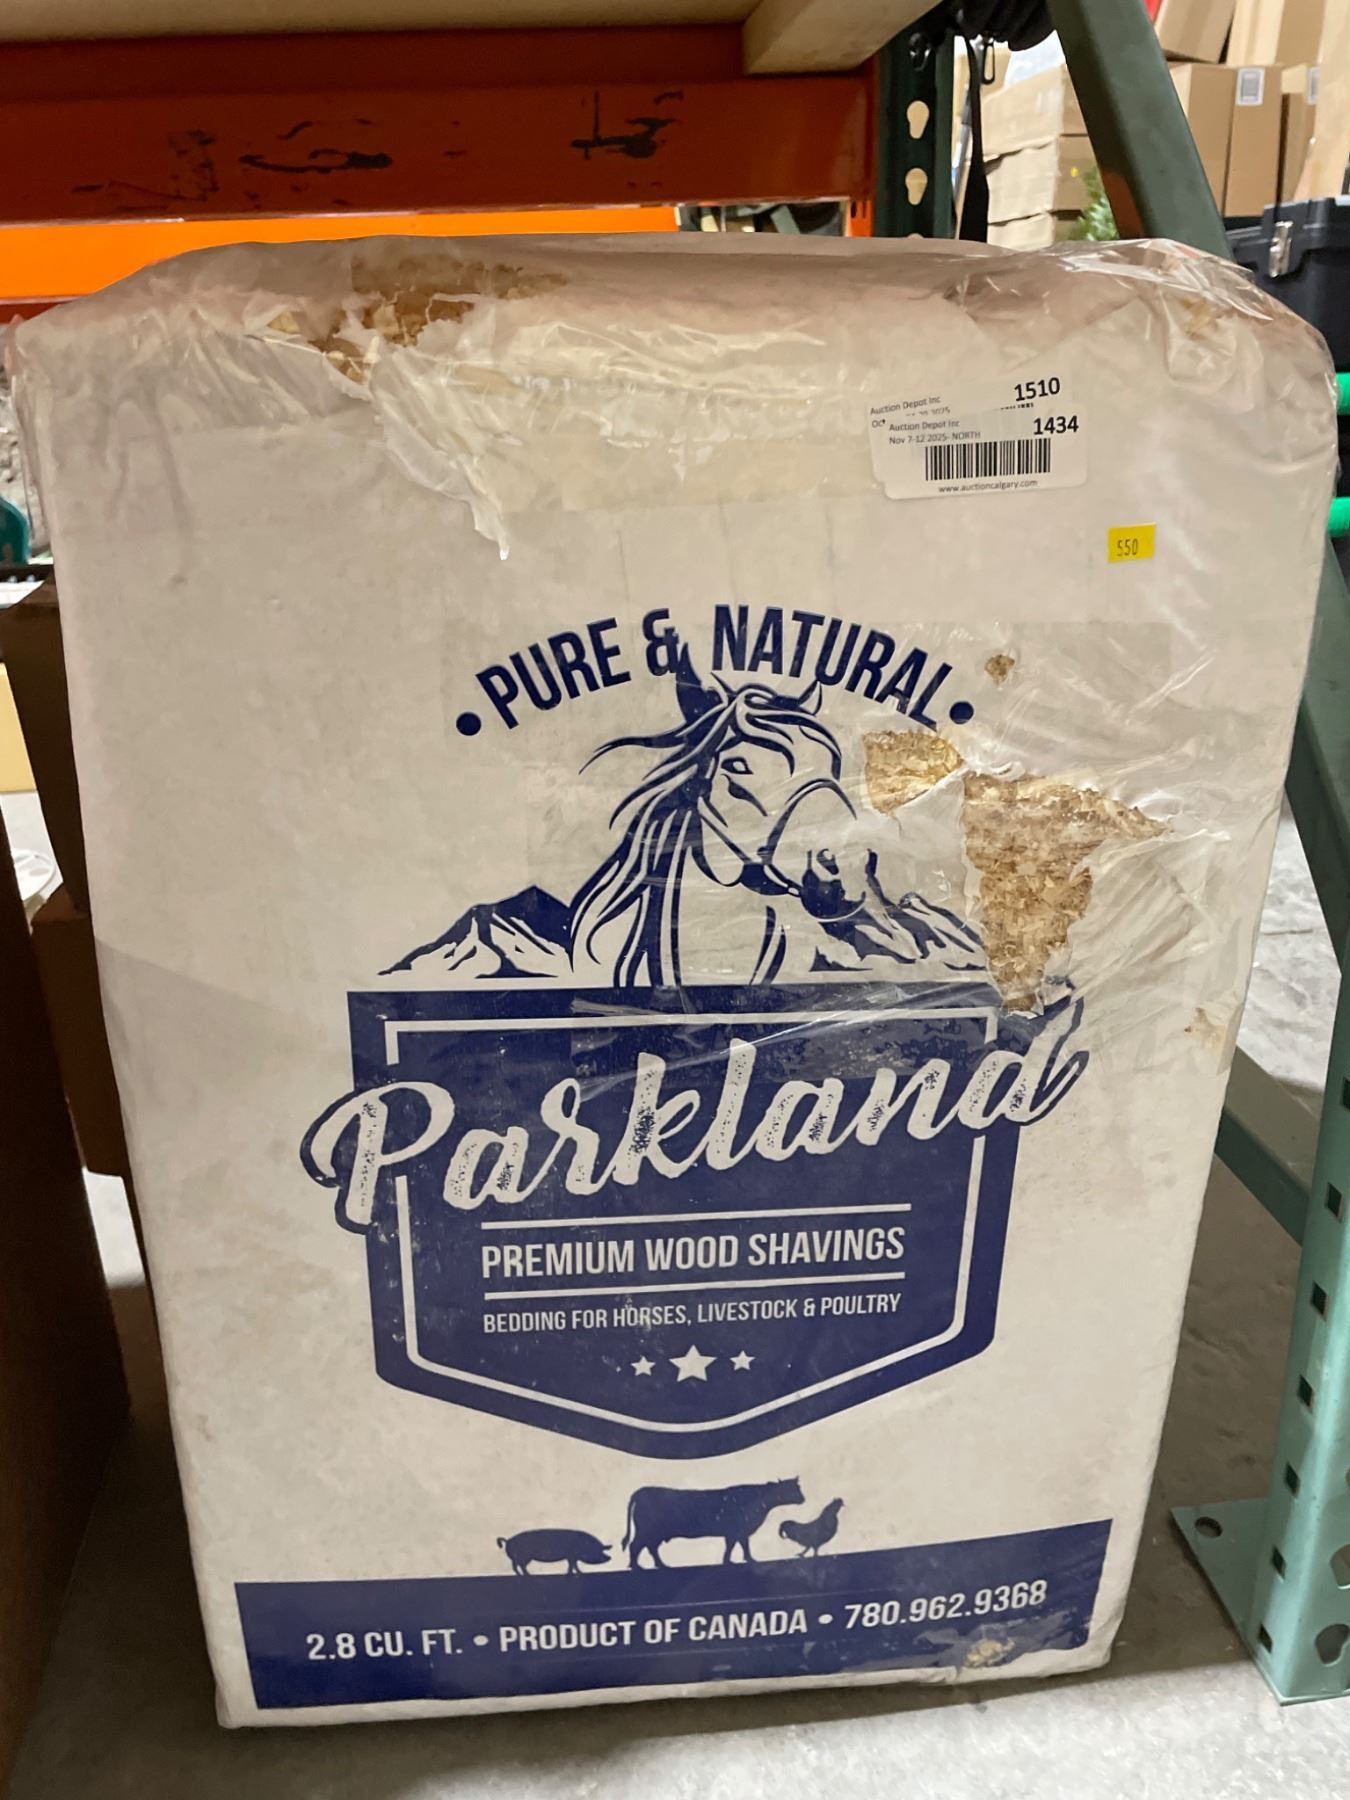 Auction Depot Inc
1510
2025
Auction Depot Inc
1434
Nov 7-12 2025- NORTH
www.auctioncalgary.com
550
• PURE & NATURAL •
Parkland
PREMIUM WOOD SHAVINGS
BEDDING FOR HORSES, LIVESTOCK & POULTRY
2.8 CU. FT. • PRODUCT OF CANADA • 780.962.9368